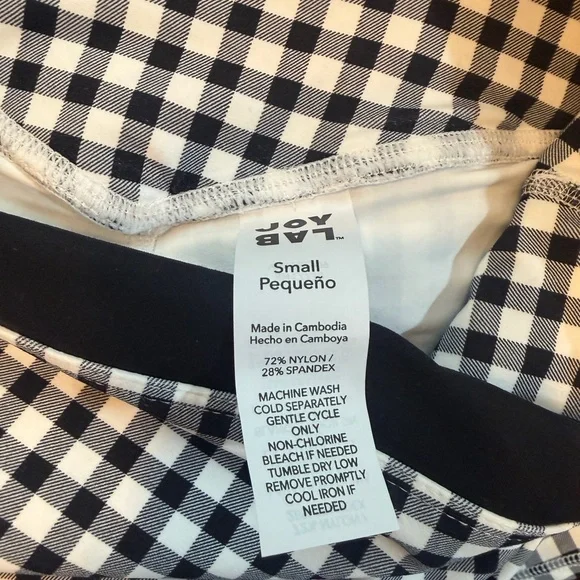 JOY
LAB™
Small
Pequeño
Made in Cambodia
Hecho en Camboya
72% NYLON/
28% SPANDEX
MACHINE WASH
COLD SEPARATELY
GENTLE CYCLE
ONLY
NON-CHLORINE
BLEACH IF NEEDED
TUMBLE DRY LOW
REMOVE PROMPTLY
COOL IRON IF
NEEDED